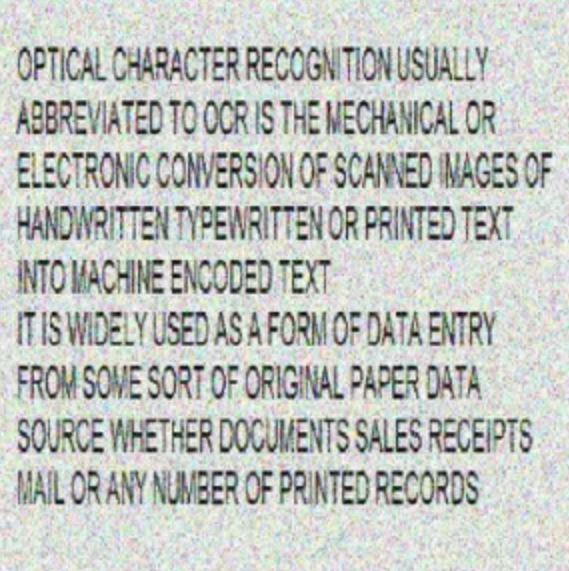 OPTICAL CHARACTER RECOGNITION USUALLY
ABBREVIATED TO OCR IS THE MECHANICAL OR
ELECTRONIC CONVERSION OF SCANNED IMAGES OF
HANDWRITTEN TYPEWRITTEN OR PRINTED TEXT
INTO MACHINE ENCODED TEXT
IT IS WIDELY USED AS A FORM OF DATA ENTRY
FROM SOME SORT OF ORIGINAL PAPER DATA
SOURCE WHETHER DOCUMENTS SALES RECEIPTS
MAIL OR ANY NUMBER OF PRINTED RECORDS